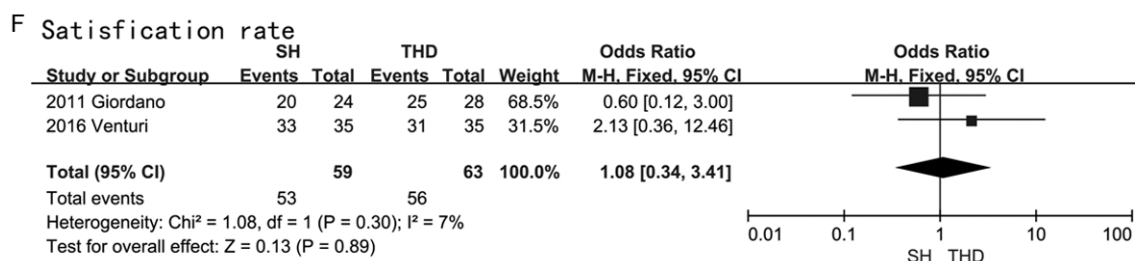 F Satisfication rate
SH THD Odds Ratio Odds Ratio
Study or Subgroup Events Total Events Total Weight M-H, Fixed, 95% CI M-H, Fixed, 95% CI
2011 Giordano 20 24 25 28 68.5% 0.60 [0.12, 3.00]
2016 Venturi 33 35 31 35 31.5% 2.13 [0.36, 12.46]
Total (95% CI) 59 63 100.0% 1.08 [0.34, 3.41]
Total events 53 56
Heterogeneity: Chi² = 1.08, df = 1 (P = 0.30); I² = 7%
Test for overall effect: Z = 0.13 (P = 0.89)
0.01 0.1 1 10 100
SH THD